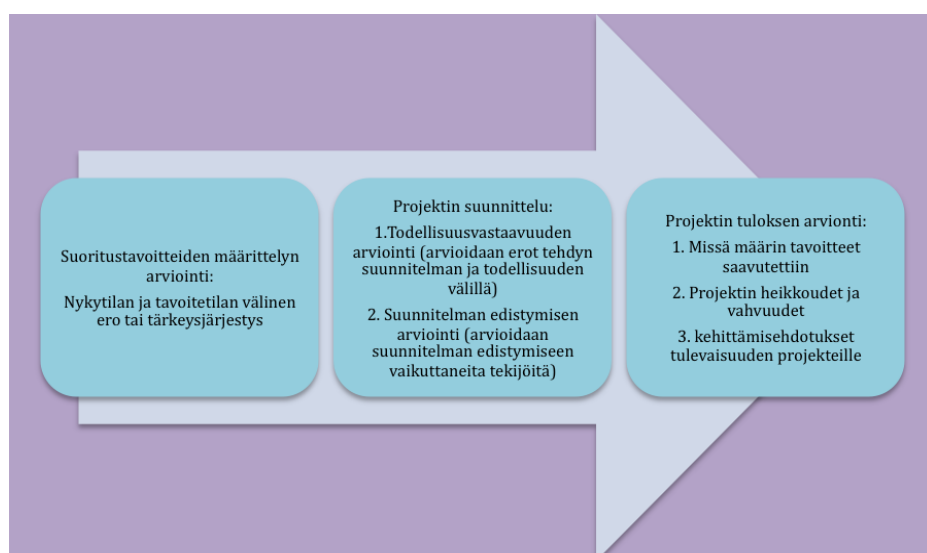 Suoritustavoitteiden määrittelyn
arviointi:
Nykytilan ja tavoitetilan välinen
ero tai tärkeysjärjestys
Projektin suunnittelu:
1.Todellisuusvastaavuuden
arviointi (arvioidaan erot tehdyn
suunnitelman ja todellisuuden
välillä)
2. Suunnitelman edistymisen
arviointi (arvioidaan
suunnitelman edistymiseen
vaikuttaneita tekijöitä)
Projektin tuloksen arvionti:
1. Missä määrin tavoitteet
saavutettiin
2. Projektin heikkoudet ja
vahvuudet
3. kehittämisehdotukset
tulevaisuuden projekteille